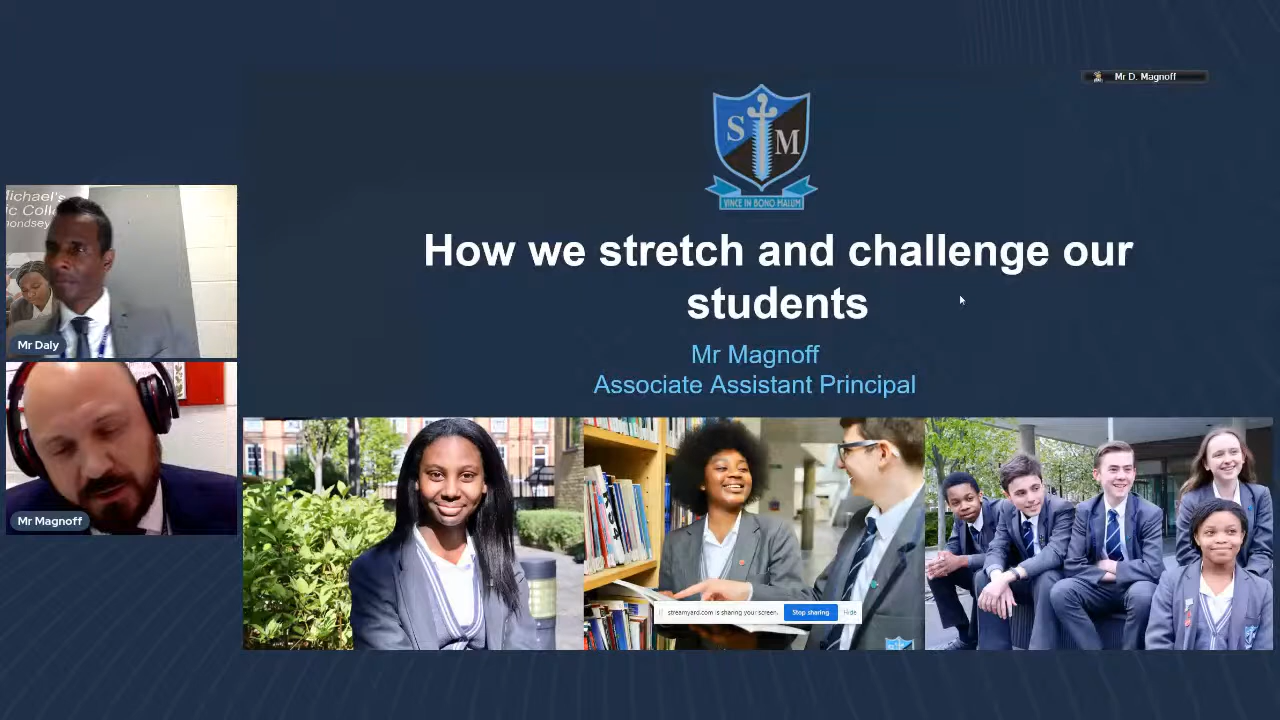 Mr D. Magnoff
S M
VINCE IN BONO MALUM
How we stretch and challenge our
students
Mr Magnoff
Associate Assistant Principal
Mr Daly
Mr Magnoff
streamyard.com is sharing your screen.
Stop sharing
Hide